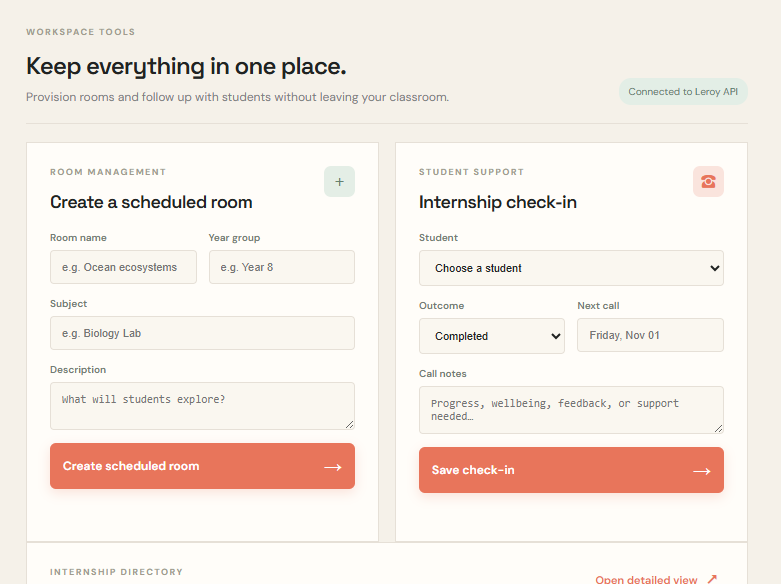 WORKSPACE TOOLS
Keep everything in one place.
Provision rooms and follow up with students without leaving your classroom.
Connected to Leroy API
ROOM MANAGEMENT
+
Create a scheduled room
Room name
Year group
e.g. Ocean ecosystems
e.g. Year 8
Subject
e.g. Biology Lab
Description
What will students explore?
Create scheduled room →
STUDENT SUPPORT
Internship check-in
Student
Choose a student
Outcome
Next call
Completed
Friday, Nov 01
Call notes
Progress, wellbeing, feedback, or support
needed…
Save check-in →
INTERNSHIP DIRECTORY
Open detailed view ↗